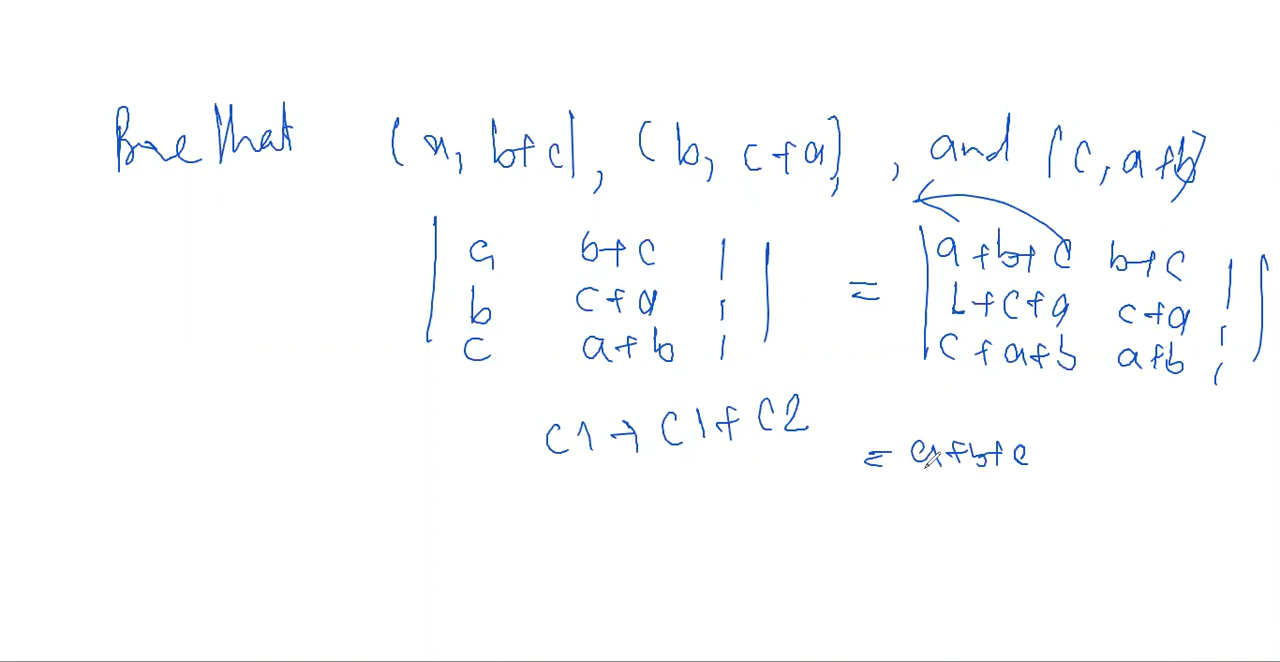 Prove that (a, b+c), (b, c+a), and (c, a+b)
| a b+c 1 | = | a+b+c b+c 1 |
| b c+a 1 | | b+c+a c+a 1 |
| c a+b 1 | | c+a+b a+b 1 |
C1 → C1 + C2
= a+b+c